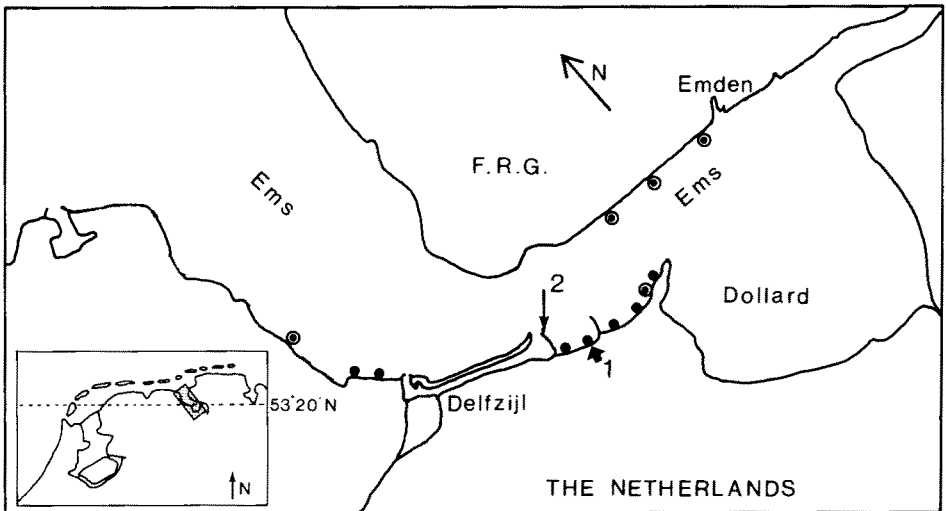 N
Emden
F.R.G.
Ems
Ems
2
Dollard
1
53°20'N
Delfzijl
N
THE NETHERLANDS